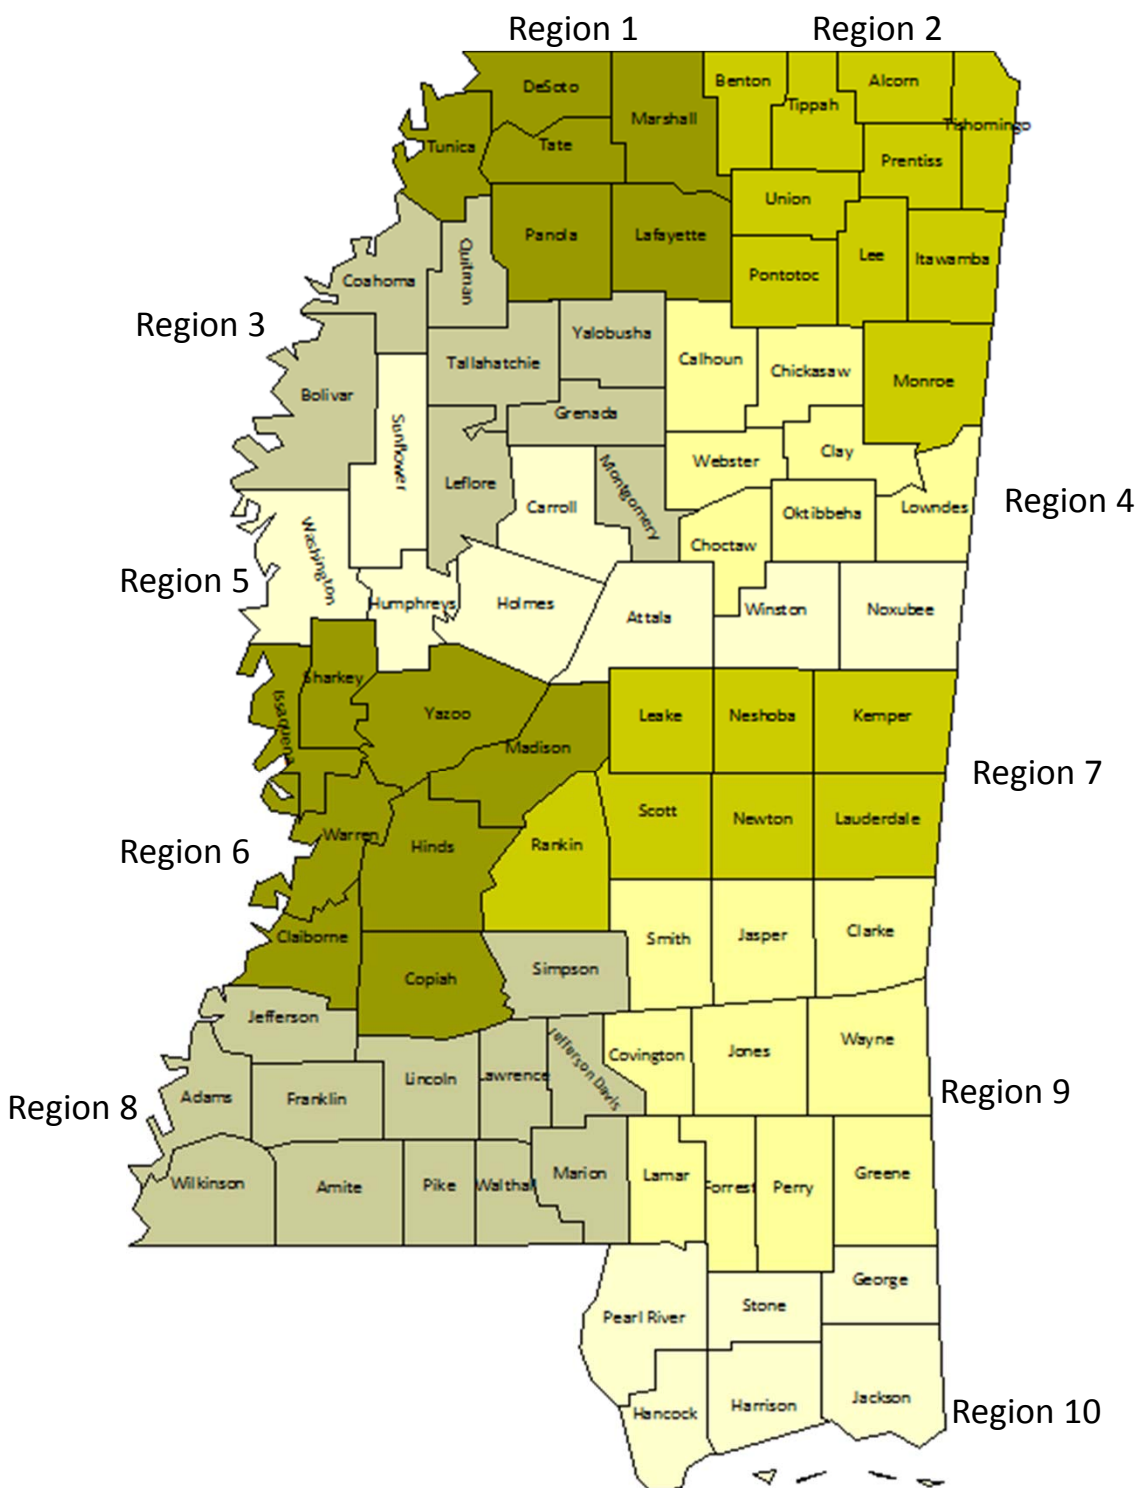 Region 1
Region 2
DeSoto
Marshall
Benton
Tippah
Alcorn
Tishomingo
Tunica
Tate
Prentiss
Panola
Lafayette
Union
Lee
Itawamba
Pontotoc
Quitman
Coahoma
Region 3
Yalobusha
Tallahatchie
Calhoun
Chickasaw
Monroe
Bolivar
Grenada
Sunflower
Leflore
Montgomery
Webster
Clay
Carroll
Oktibbeha
Lowndes
Region 4
Choctaw
Washington
Region 5
Humphreys
Holmes
Attala
Winston
Noxubee
Sharkey
Issaquena
Yazoo
Madison
Leake
Neshoba
Kemper
Region 7
Scott
Newton
Lauderdale
Warren
Hinds
Rankin
Region 6
Claiborne
Copiah
Simpson
Smith
Jasper
Clarke
Jefferson
Lincoln
Lawrence
Jefferson Davis
Covington
Jones
Wayne
Adams
Franklin
Region 8
Region 9
Wilkinson
Amite
Pike
Walthal
Marion
Lamar
Forrest
Perry
Greene
George
Stone
Pearl River
Hancock
Harrison
Jackson
Region 10